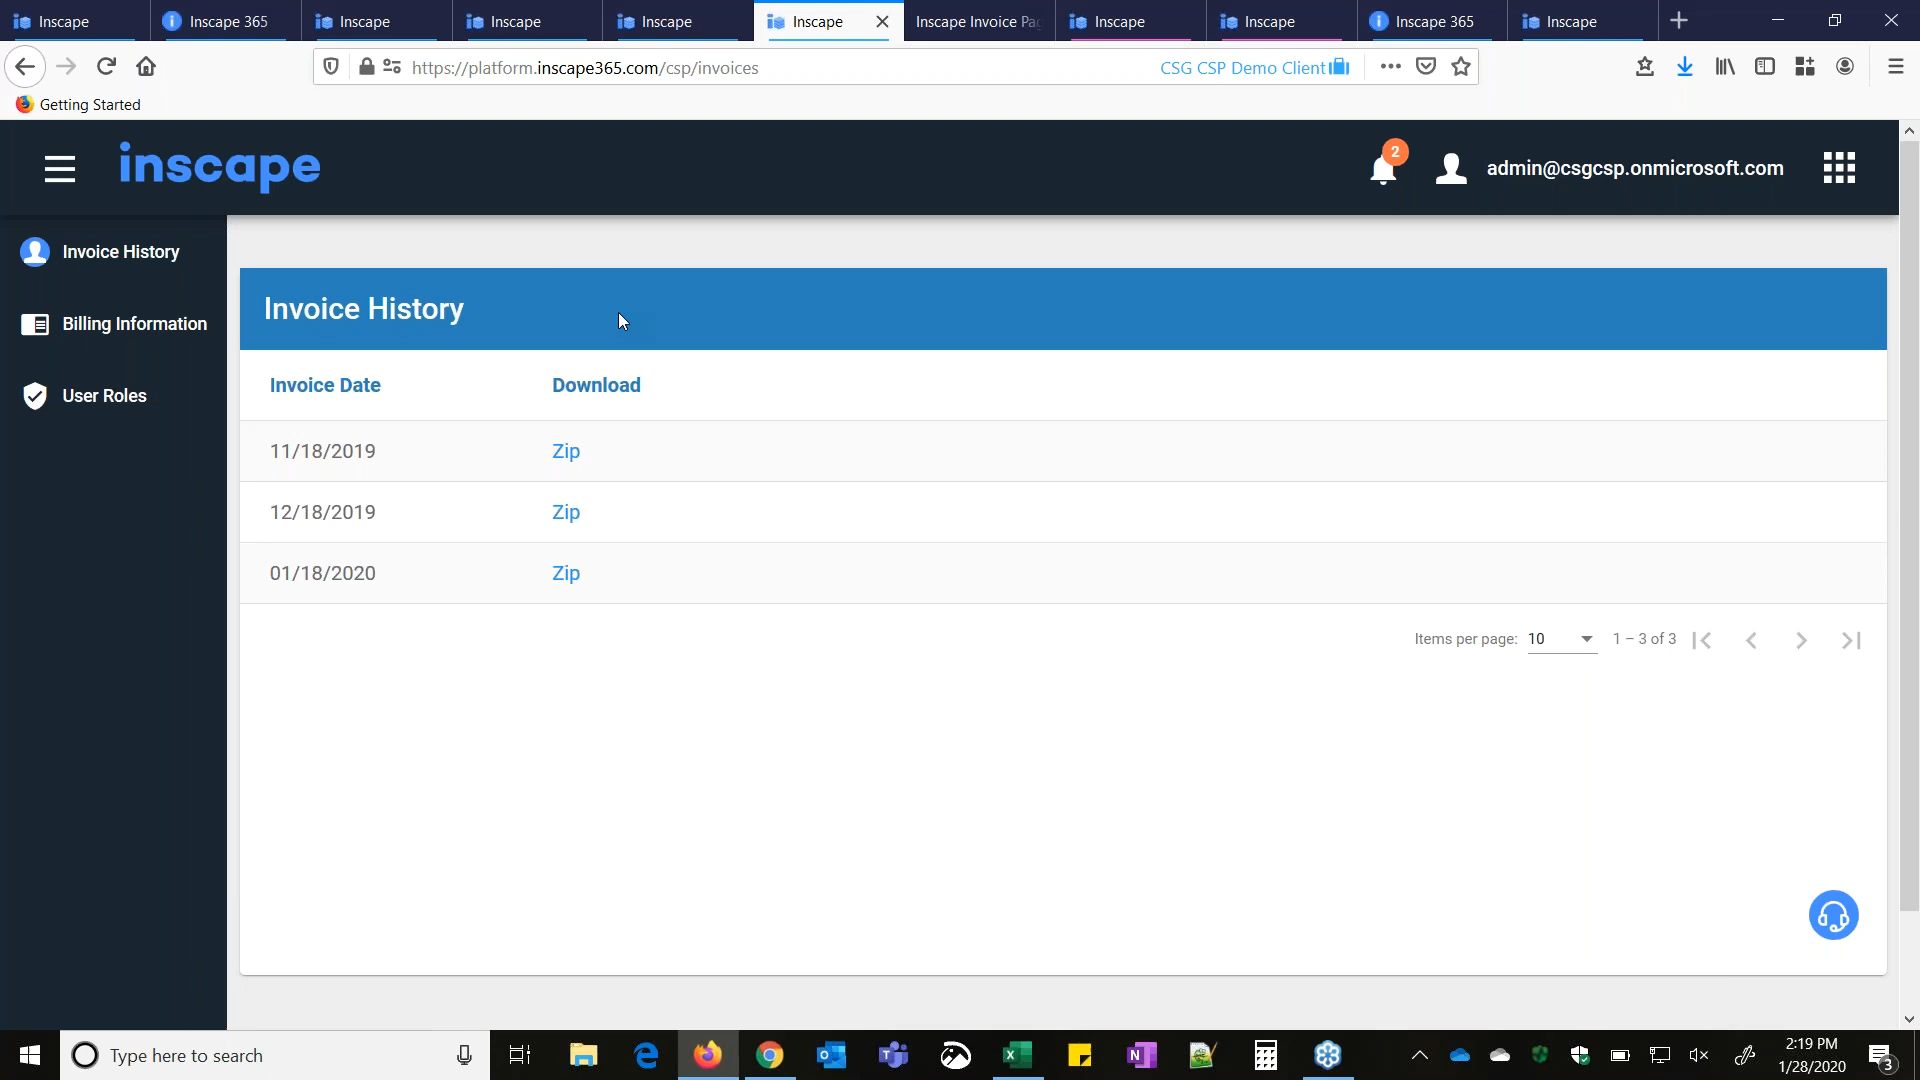 Inscape
Inscape 365
Inscape
Inscape
Inscape
Inscape
Inscape Invoice Pa
Inscape
Inscape
Inscape 365
Inscape
https://platform.inscape365.com/csp/invoices
CSG CSP Demo Client
Getting Started
inscape
2
admin@csgcsp.onmicrosoft.com
Invoice History
Billing Information
User Roles
Invoice History
Invoice Date Download
11/18/2019 Zip
12/18/2019 Zip
01/18/2020 Zip
Items per page: 10 1 – 3 of 3
Type here to search
2:19 PM
1/28/2020
3